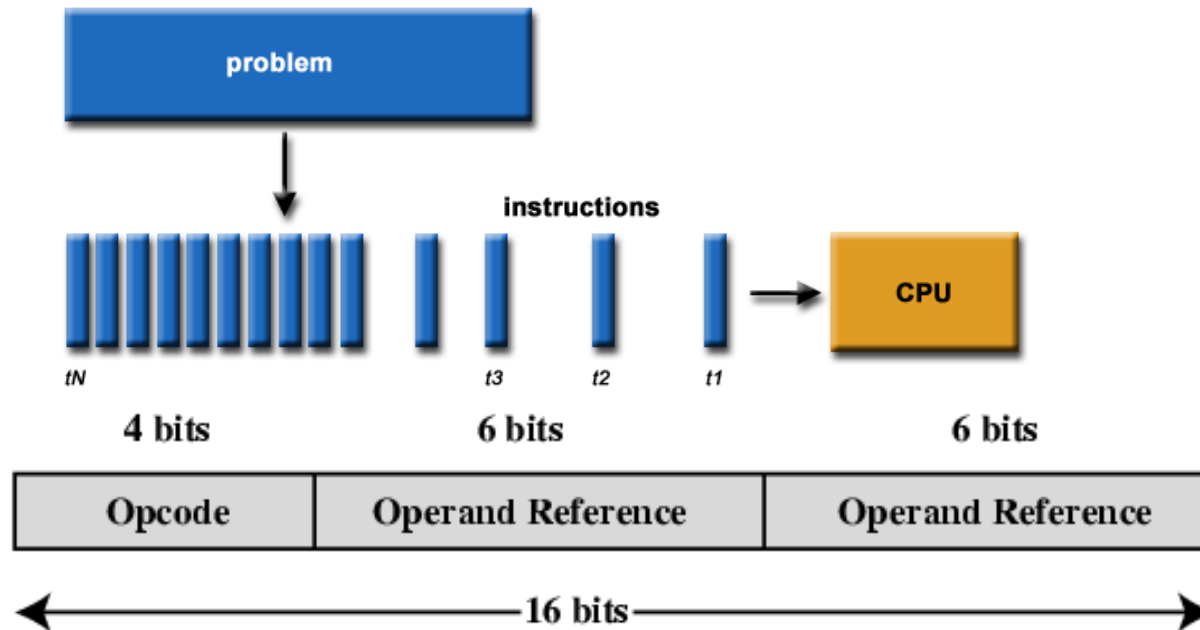 problem
instructions
CPU
tN t3 t2 t1
4 bits 6 bits 6 bits
Opcode Operand Reference Operand Reference
16 bits